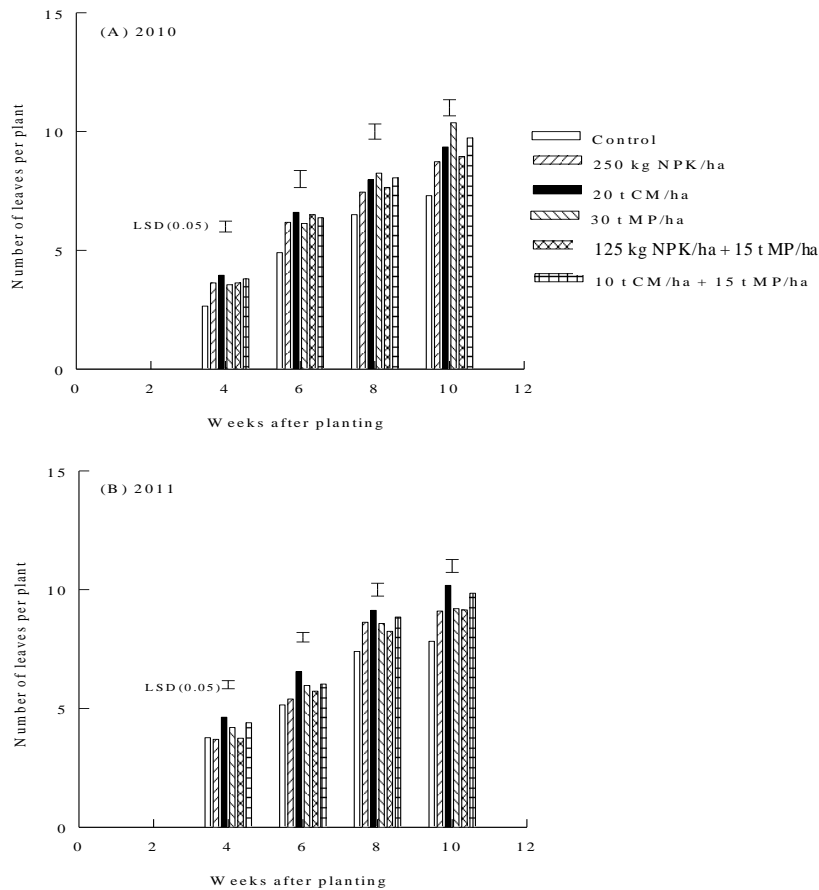 15
(A) 2010
10
5
0
Number of leaves per plant
LSD(0.05)
0 2 4 6 8 10 12
Weeks after planting
Control
250 kg NPK/ha
20 t CM/ha
30 t MP/ha
125 kg NPK/ha + 15 t MP/ha
10 t CM/ha + 15 t MP/ha
15
(B) 2011
10
5
0
Number of leaves per plant
LSD(0.05)
0 2 4 6 8 10 12
Weeks after planting